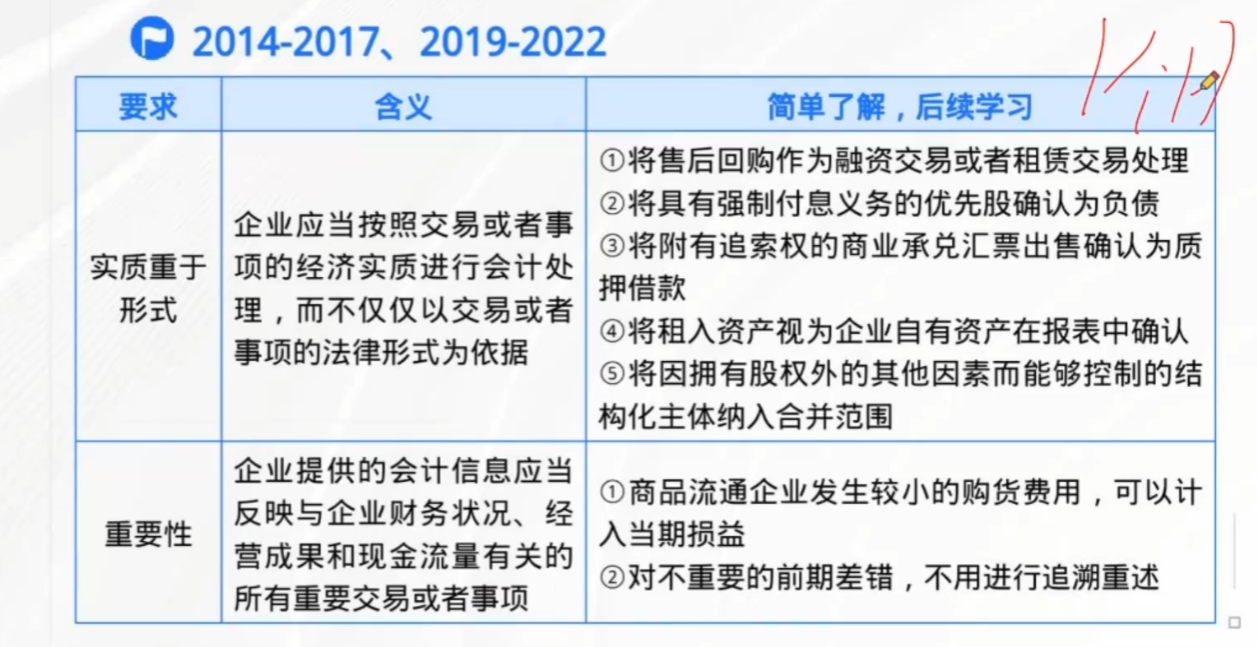 2014-2017、2019-2022
要求
含义
简单了解，后续学习
实质重于
形式
企业应当按照交易或者事
项的经济实质进行会计处
理，而不仅仅以交易或者
事项的法律形式为依据
①将售后回购作为融资交易或者租赁交易处理
②将具有强制付息义务的优先股确认为负债
③将附有追索权的商业承兑汇票出售确认为质
押借款
④将租入资产视为企业自有资产在报表中确认
⑤将因拥有股权外的其他因素而能够控制的结
构化主体纳入合并范围
重要性
企业提供的会计信息应当
反映与企业财务状况、经
营成果和现金流量有关的
所有重要交易或者事项
①商品流通企业发生较小的购货费用，可以计
入当期损益
②对不重要的前期差错，不用进行追溯重述